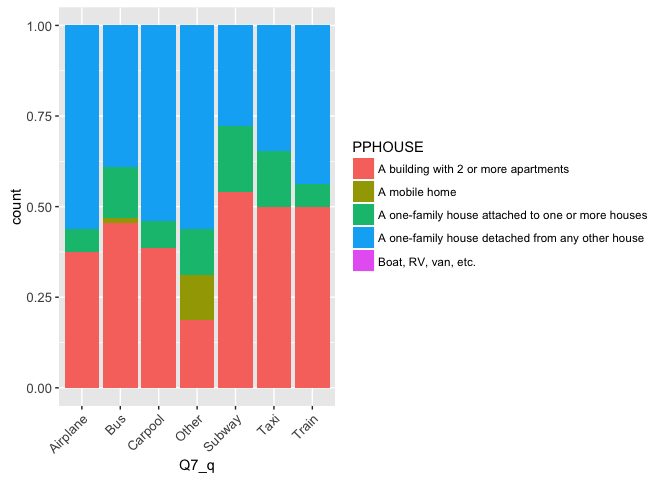 1.00
0.75
0.50
0.25
0.00
count
Airplane
Bus
Carpool
Other
Subway
Taxi
Train
Q7_q
PPHOUSE
A building with 2 or more apartments
A mobile home
A one-family house attached to one or more houses
A one-family house detached from any other house
Boat, RV, van, etc.